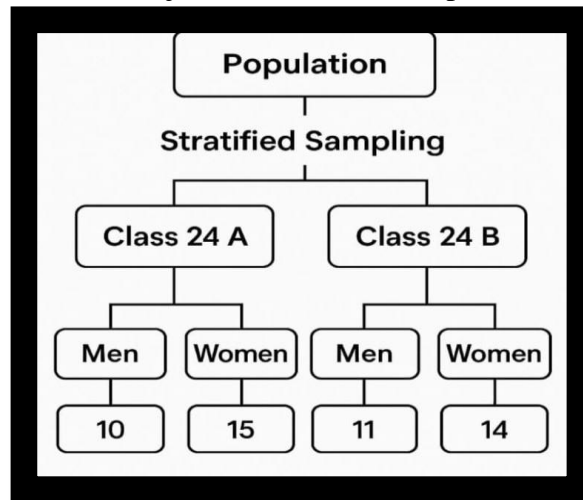 Population
Stratified Sampling
Class 24 A
Class 24 B
Men
Women
Men
Women
10
15
11
14